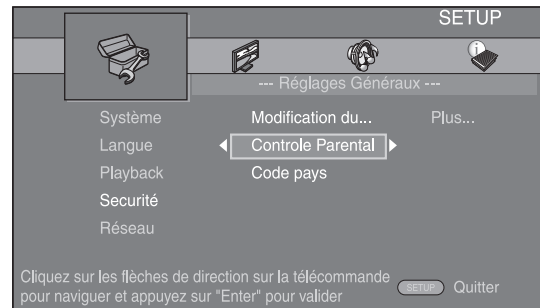 SETUP
--- Réglages Généraux ---
Système
Modification du...
Plus...
Langue
Controle Parental
Playback
Code pays
Securité
Réseau
Cliquez sur les flèches de direction sur la télécommande
pour naviguer et appuyez sur "Enter" pour valider
SETUP Quitter